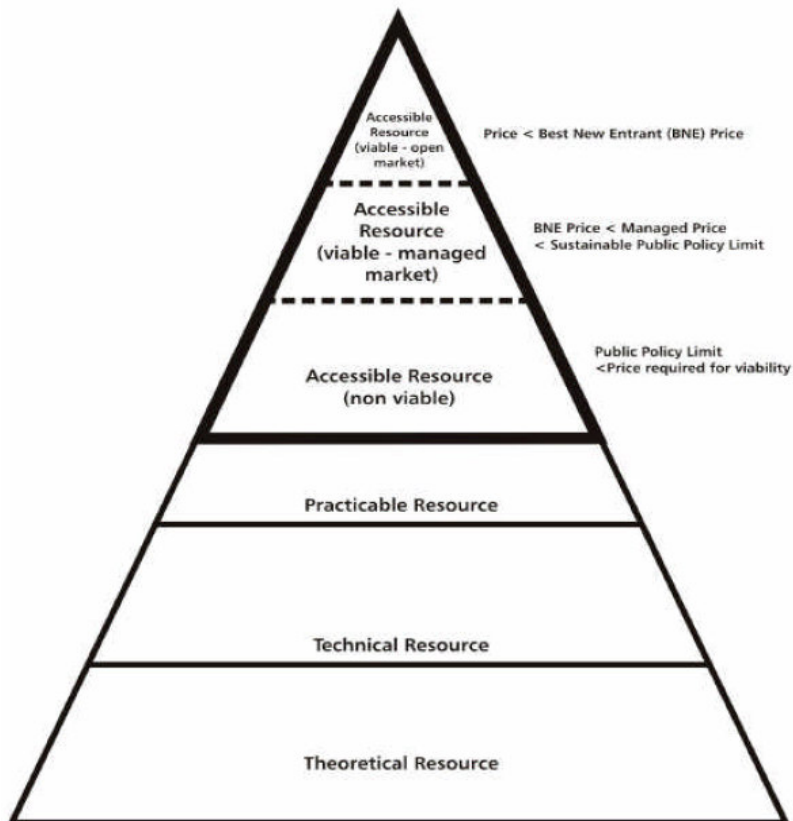 Accessible
Resource
(viable - open
market)
Price < Best New Entrant (BNE) Price
Accessible
Resource
(viable - managed
market)
BNE Price < Managed Price
< Sustainable Public Policy Limit
Public Policy Limit
<Price required for viability
Accessible Resource
(non viable)
Practicable Resource
Technical Resource
Theoretical Resource